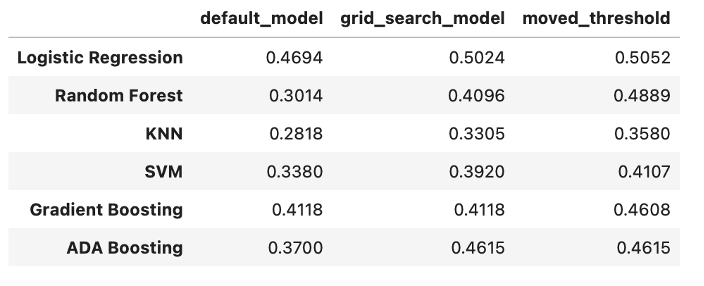 default_model grid_search_model moved_threshold
Logistic Regression 0.4694 0.5024 0.5052
Random Forest 0.3014 0.4096 0.4889
KNN 0.2818 0.3305 0.3580
SVM 0.3380 0.3920 0.4107
Gradient Boosting 0.4118 0.4118 0.4608
ADA Boosting 0.3700 0.4615 0.4615